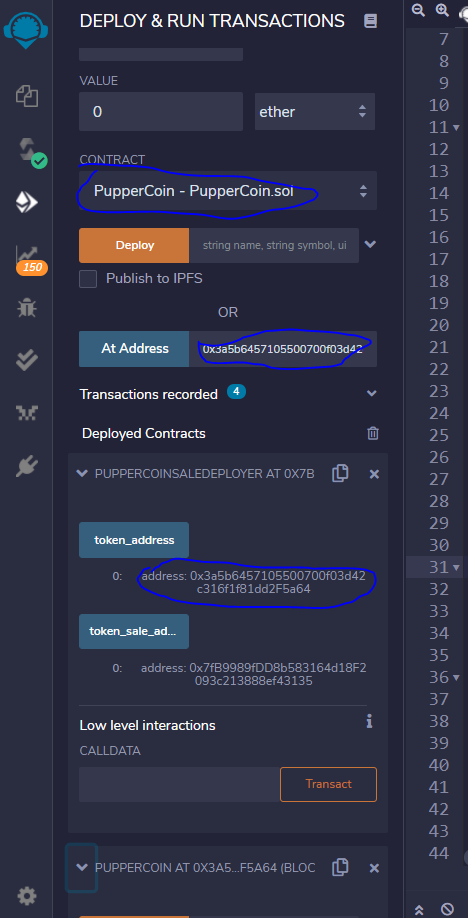 DEPLOY & RUN TRANSACTIONS
VALUE
0
ether
CONTRACT
PupperCoin - PupperCoin.sol
Deploy
string name, string symbol, ui
Publish to IPFS
OR
At Address
0x3a5b6457105500700f03d42
Transactions recorded
4
Deployed Contracts
PUPPERCOINSALEDEPLOYER AT 0X7B
token_address
0:
address: 0x3a5b6457105500700f03d42
c316f1f81dd2F5a64
token_sale_ad...
0:
address: 0x7fB9989fDD8b583164d18F2
093c213888ef43135
Low level interactions
i
CALLDATA
Transact
PUPPERCOIN AT 0X3A5...F5A64 (BLOC
150
7
8
9
10
11
12
13
14
15
16
17
18
19
20
21
22
23
24
25
26
27
28
29
30
31
32
33
34
35
36
37
38
39
40
41
42
43
44